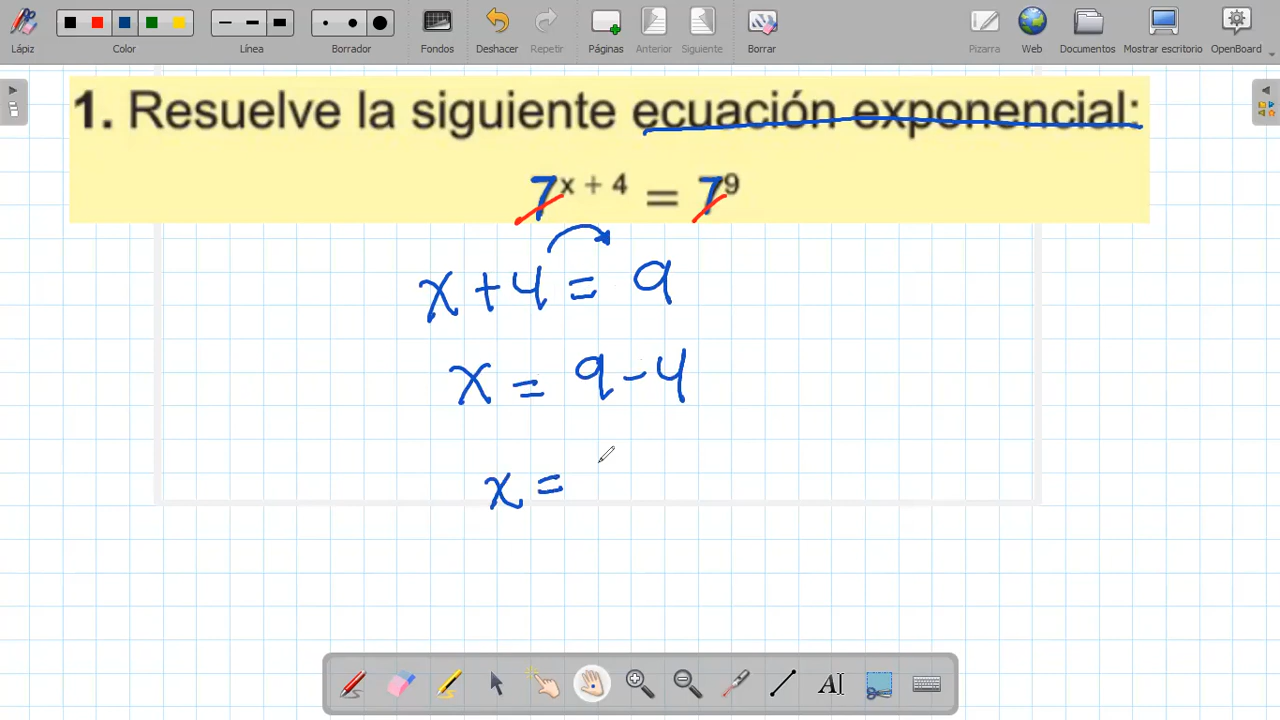 Lápiz Color Línea Borrador Fondos Deshacer Repetir Páginas Anterior Siguiente Borrar Pizarra Web Documentos Mostrar escritorio OpenBoard
1. Resuelve la siguiente ecuación exponencial:
7^{x + 4} = 7^9
x+4 = 9
x = 9-4
x =
AI